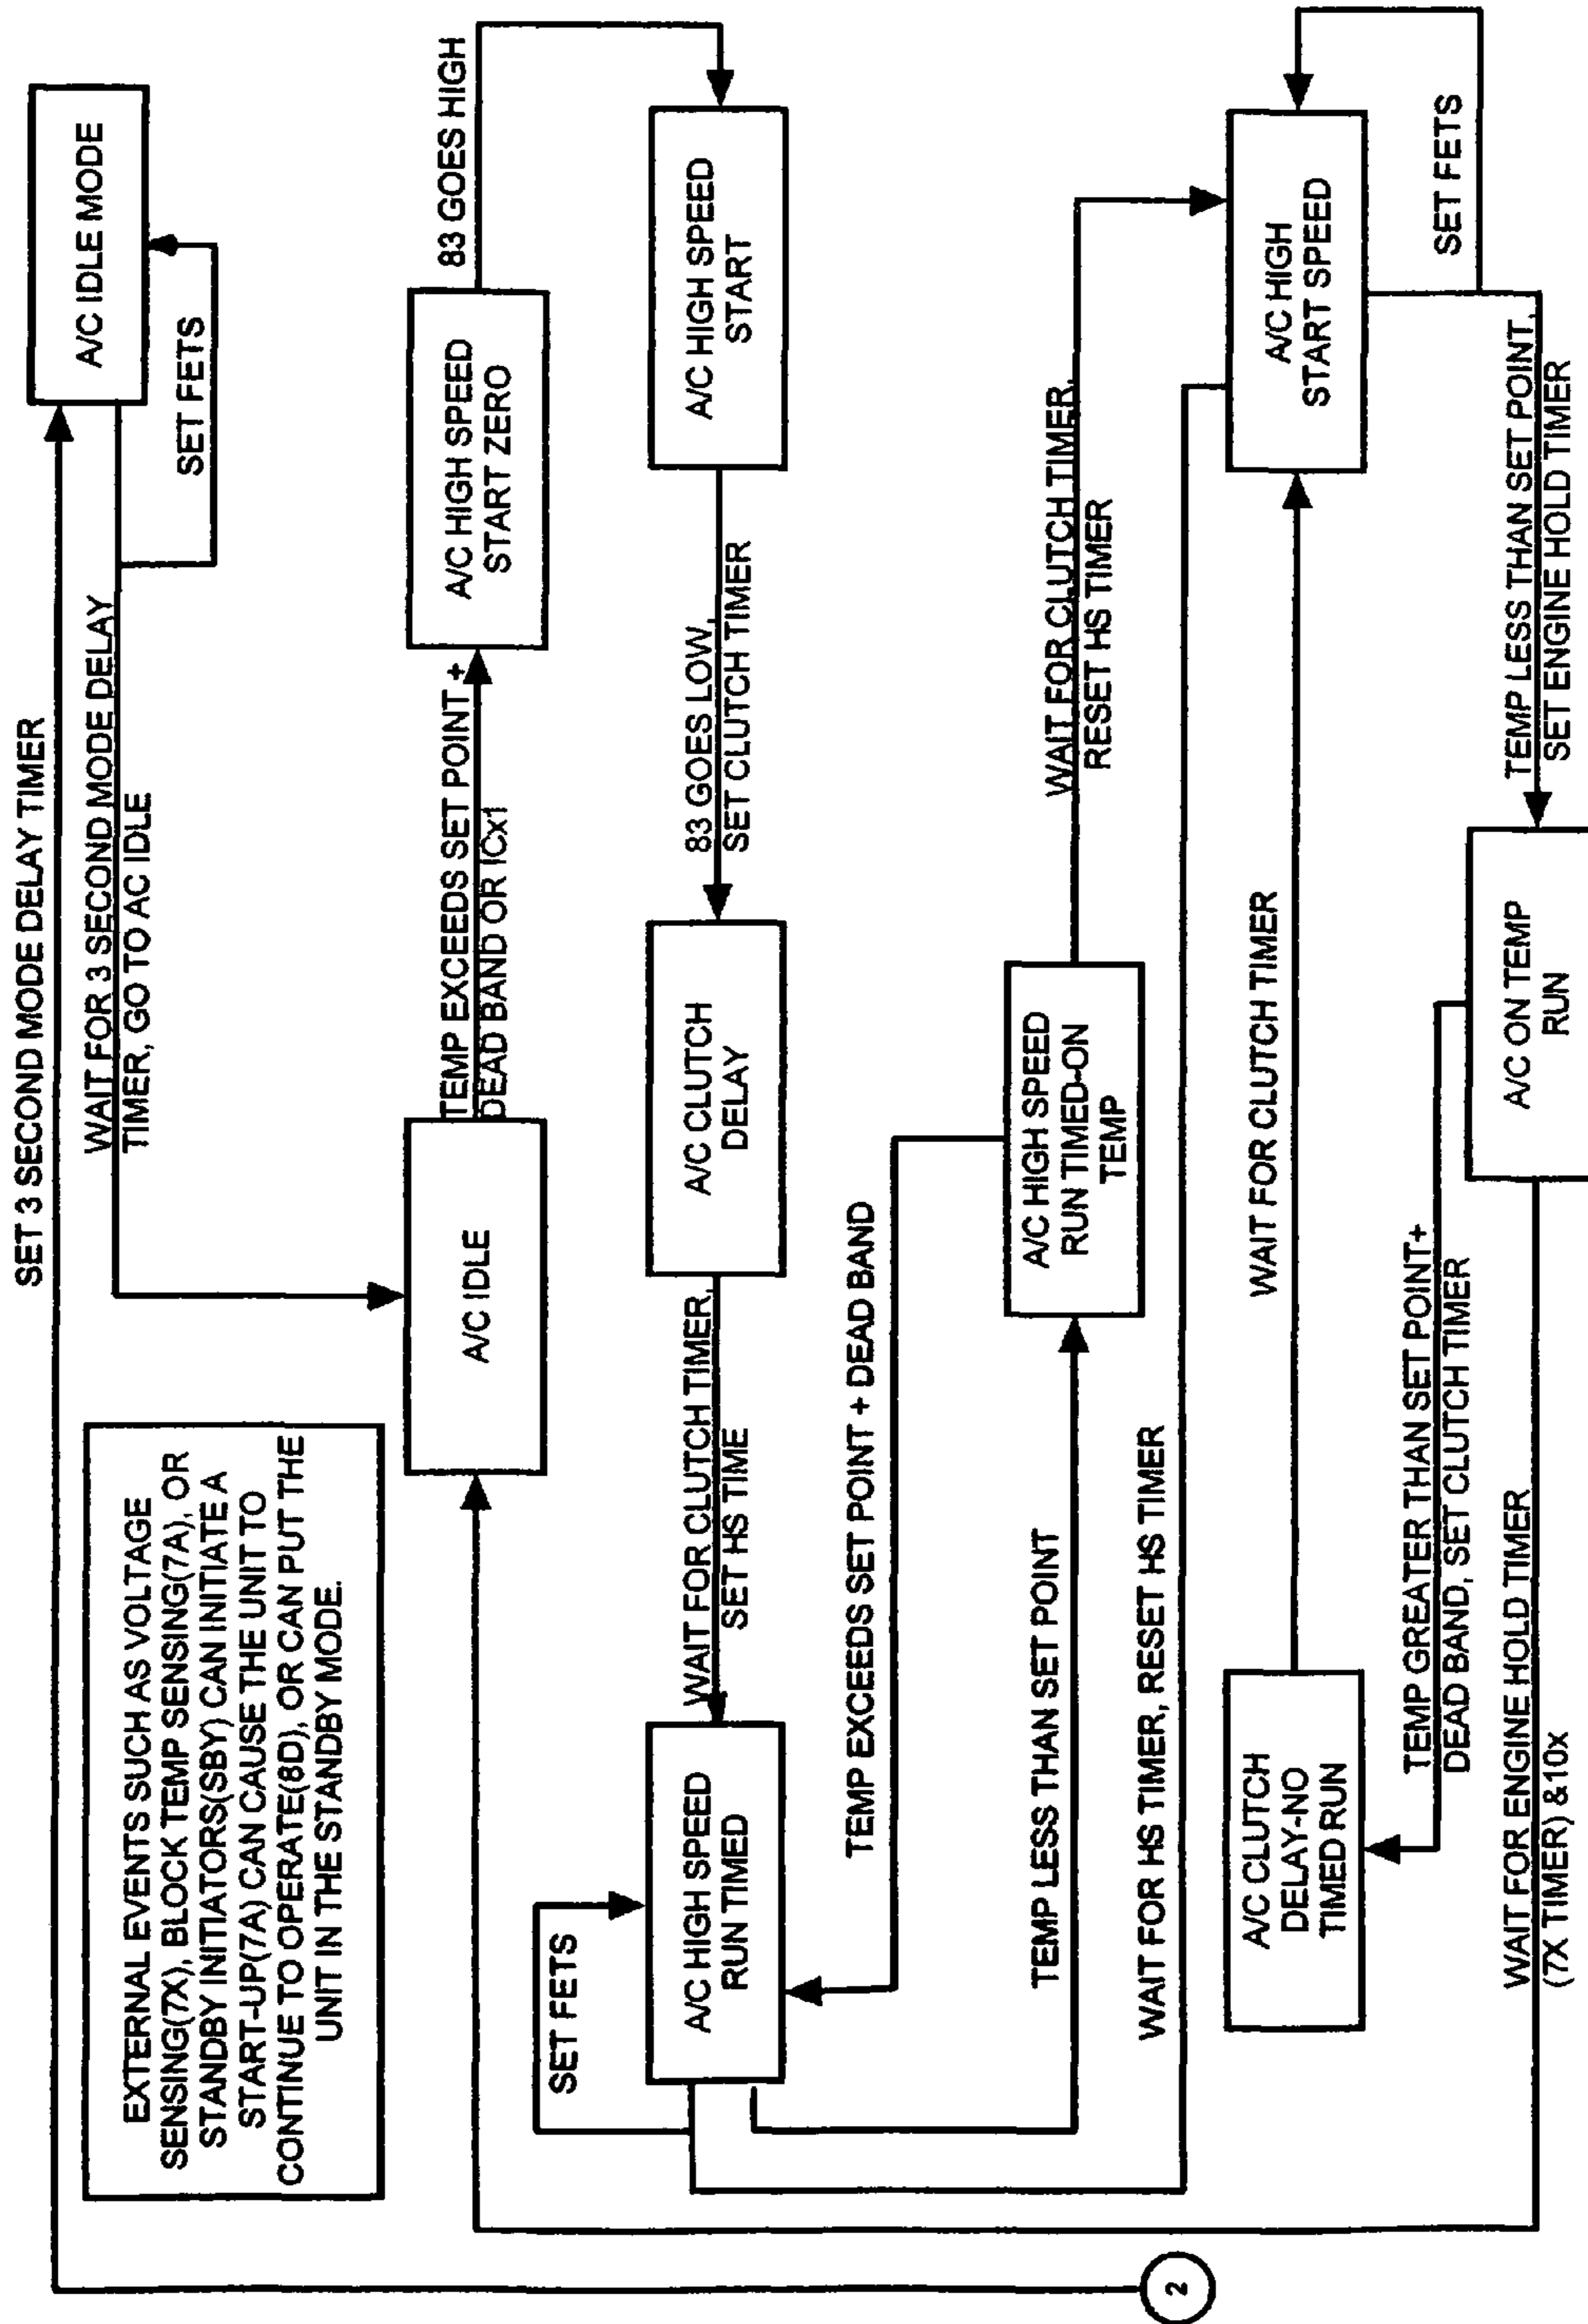 SET 3 SECOND MODE DELAY TIMER
A/C IDLE MODE
WAIT FOR 3 SECOND MODE DELAY
TIMER, GO TO AC IDLE
SET FETS
EXTERNAL EVENTS SUCH AS VOLTAGE
SENSING(7X), BLOCK TEMP SENSING(7A), OR
STANDBY INITIATORS(SBY) CAN INITIATE A
START-UP(7A) CAN CAUSE THE UNIT TO
CONTINUE TO OPERATE(8D), OR CAN PUT THE
UNIT IN THE STANDBY MODE.
A/C IDLE
TEMP EXCEEDS SET POINT +
DEAD BAND OR ICx1
A/C HIGH SPEED
START ZERO
83 GOES HIGH
SET FETS
A/C HIGH SPEED
RUN TIMED
WAIT FOR CLUTCH TIMER,
SET HS TIME
A/C CLUTCH
DELAY
83 GOES LOW,
SET CLUTCH TIMER
A/C HIGH SPEED
START
TEMP EXCEEDS SET POINT + DEAD BAND
TEMP LESS THAN SET POINT
A/C HIGH SPEED
RUN TIMED-ON
TEMP
WAIT FOR CLUTCH TIMER,
RESET HS TIMER
WAIT FOR HS TIMER, RESET HS TIMER
A/C CLUTCH
DELAY-NO
TIMED RUN
WAIT FOR CLUTCH TIMER
A/C HIGH
START SPEED
SET FETS
TEMP GREATER THAN SET POINT+
DEAD BAND, SET CLUTCH TIMER
WAIT FOR ENGINE HOLD TIMER
(7X TIMER) &10x
A/C ON TEMP
RUN
TEMP LESS THAN SET POINT,
SET ENGINE HOLD TIMER
2